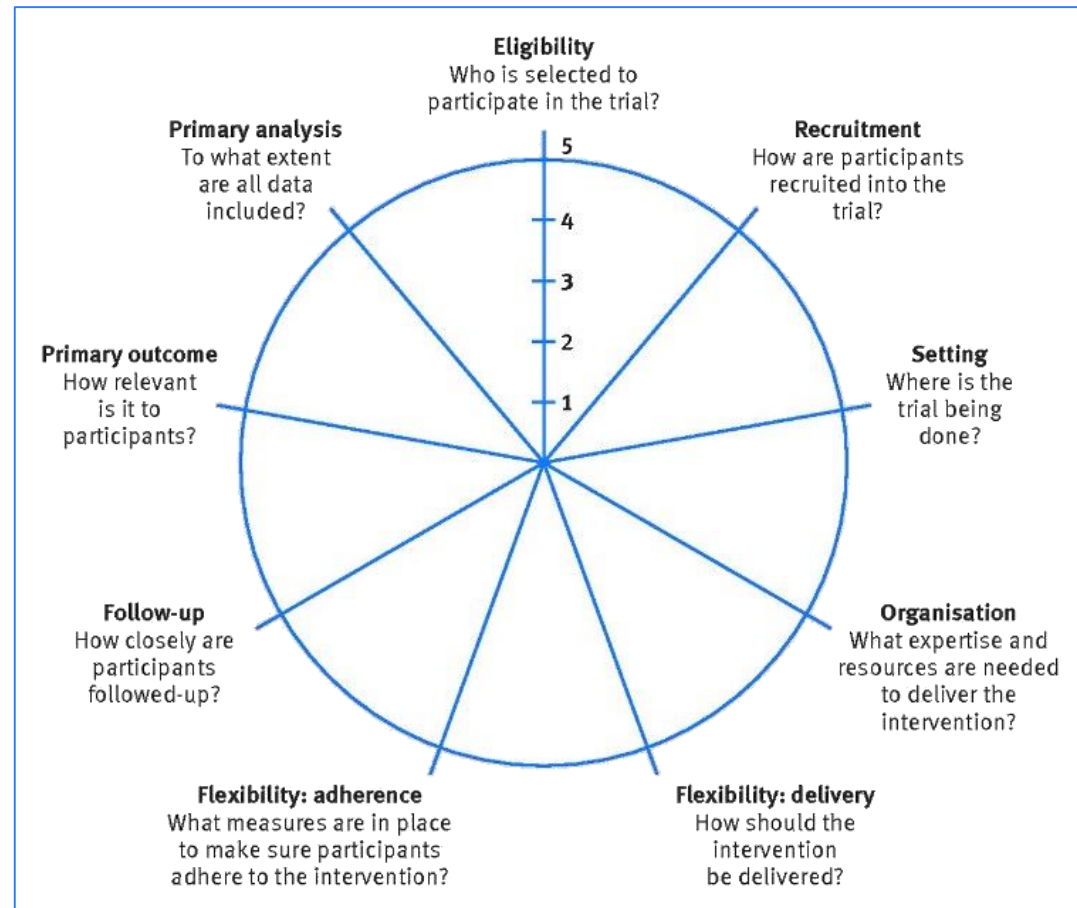 Eligibility
Who is selected to
participate in the trial?
Primary analysis
To what extent
are all data
included?
Recruitment
How are participants
recruited into the
trial?
5
4
3
2
1
Primary outcome
How relevant
is it to
participants?
Setting
Where is the
trial being
done?
Follow-up
How closely are
participants
followed-up?
Organisation
What expertise and
resources are needed
to deliver the
intervention?
Flexibility: adherence
What measures are in place
to make sure participants
adhere to the intervention?
Flexibility: delivery
How should the
intervention
be delivered?